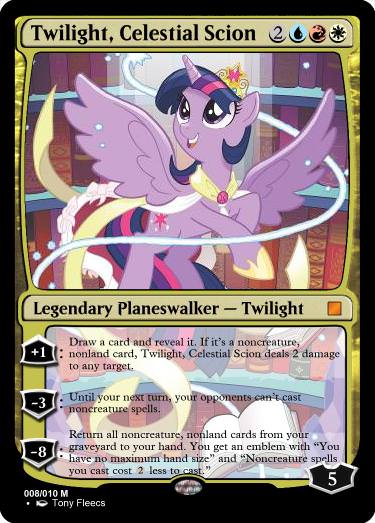 Twilight, Celestial Scion 2
Legendary Planeswalker — Twilight
+1 : Draw a card and reveal it. If it's a noncreature,
nonland card, Twilight, Celestial Scion deals 2 damage
to any target.
-3 : Until your next turn, your opponents can't cast
noncreature spells.
-8 : Return all noncreature, nonland cards from your
graveyard to your hand. You get an emblem with "You
have no maximum hand size" and "Noncreature spells
you cast cost 2 less to cast."
5
008/010 M
• Tony Fleecs